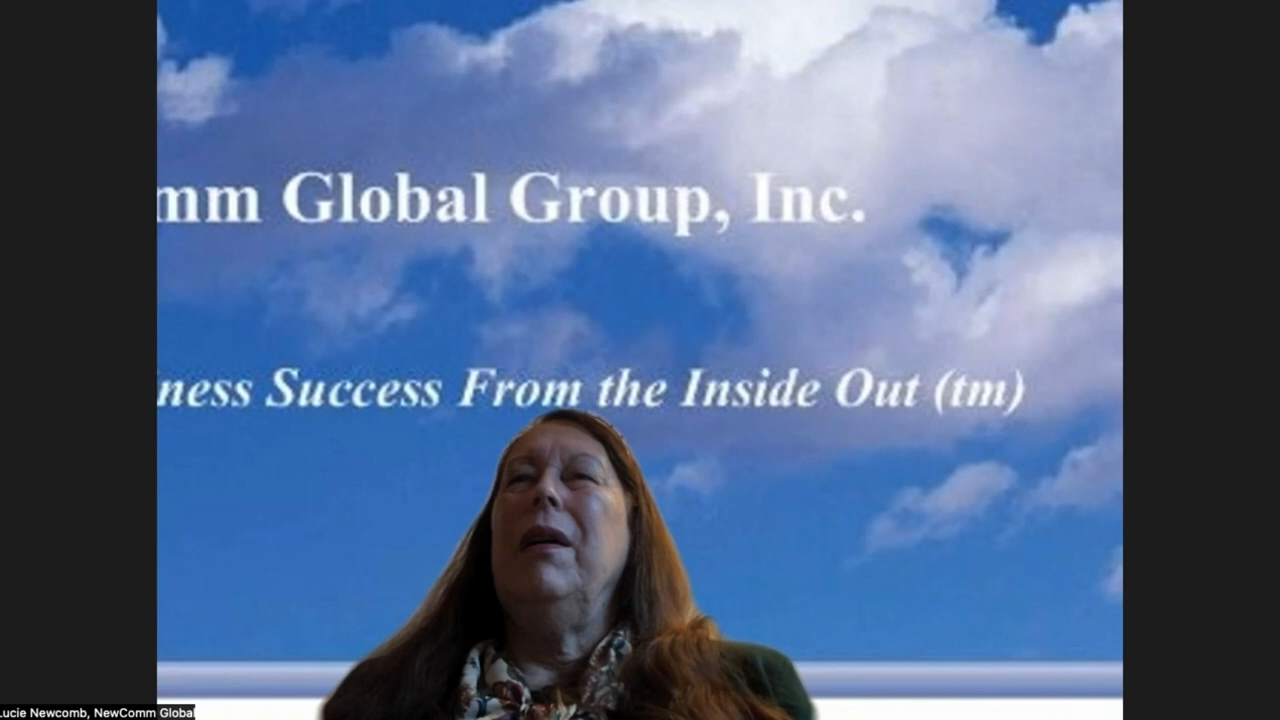 mm Global Group, Inc.
ness Success From the Inside Out (tm)
Lucie Newcomb, NewComm Global